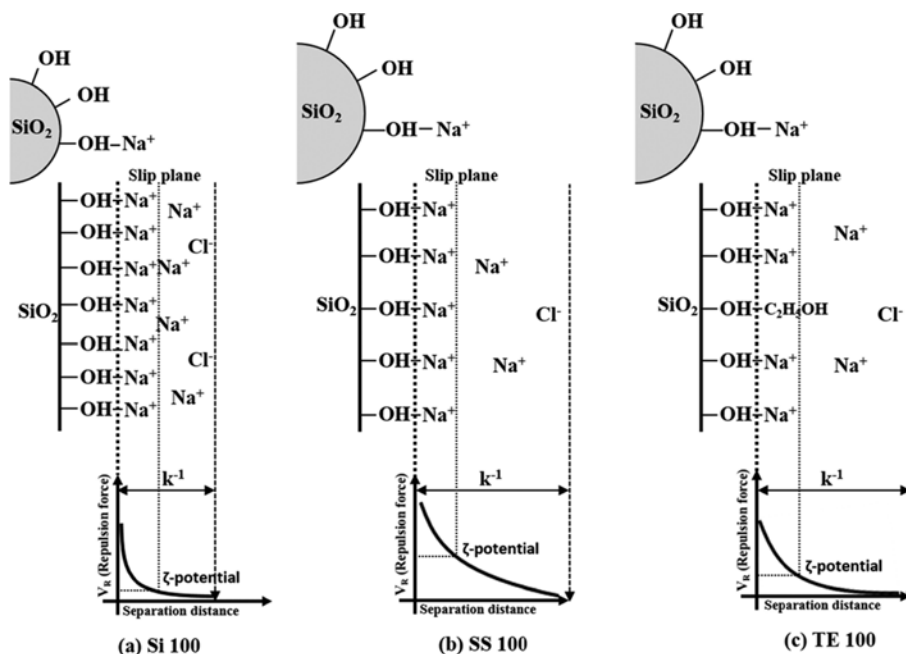 OH
OH
SiO2
OH–Na+
Slip plane
OH–Na+
Na+
OH–Na+
Cl-
OH–Na+
Na+
SiO2
OH–Na+
Na+
OH–Na+
Cl-
OH–Na+
Na+
OH–Na+
k-1
VR (Repulsion force)
ζ-potential
Separation distance
(a) Si 100
OH
OH
SiO2
OH–Na+
Slip plane
OH–Na+
OH–Na+
Na+
SiO2
OH–Na+
Cl-
OH–Na+
Na+
OH–Na+
k-1
VR (Repulsion force)
ζ-potential
Separation distance
(b) SS 100
OH
OH
SiO2
OH–Na+
Slip plane
OH–Na+
Na+
OH–Na+
SiO2
OH–C2H5OH
Cl-
OH–Na+
Na+
OH–Na+
k-1
VR (Repulsion force)
ζ-potential
Separation distance
(c) TE 100